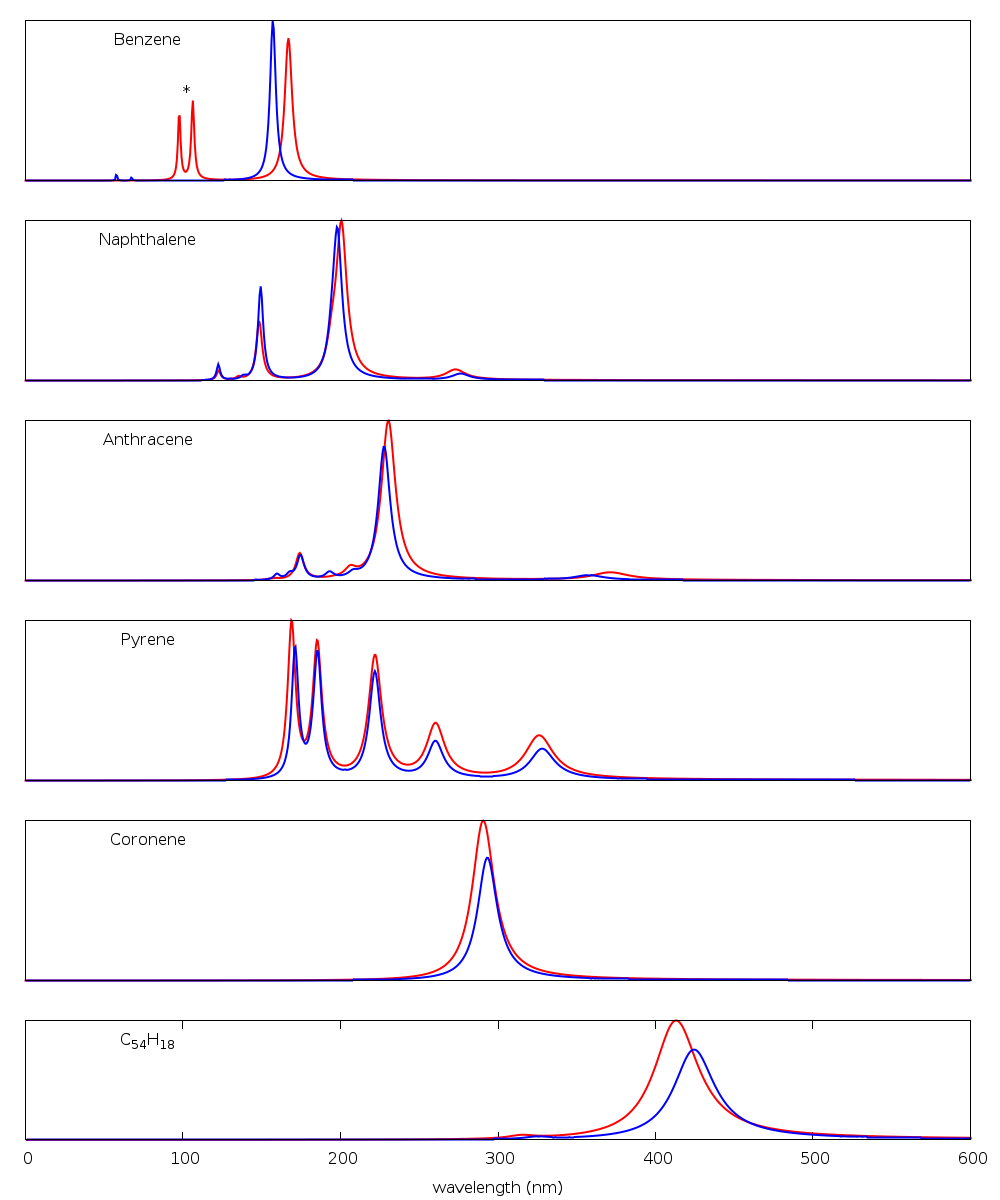 Benzene
*
Naphthalene
Anthracene
Pyrene
Coronene
C₅₄H₁₈
0 100 200 300 400 500 600
wavelength (nm)